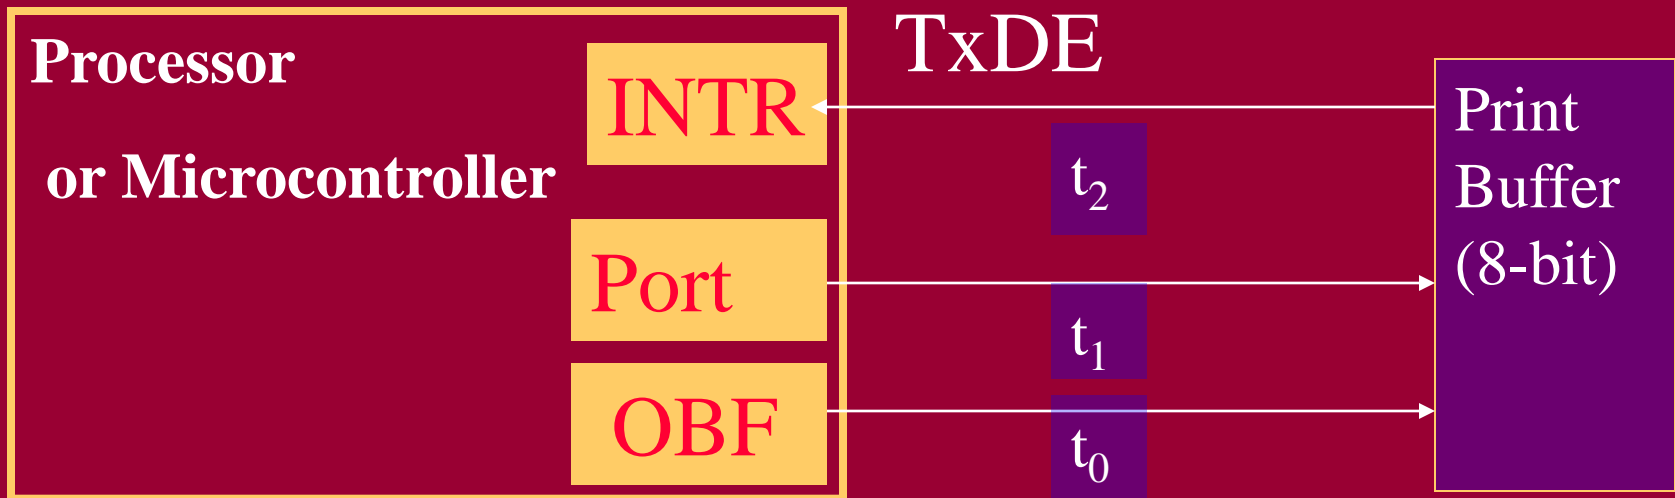 Processor
or Microcontroller
INTR
Port
OBF
TxDE
t₂
t₁
t₀
Print
Buffer
(8-bit)